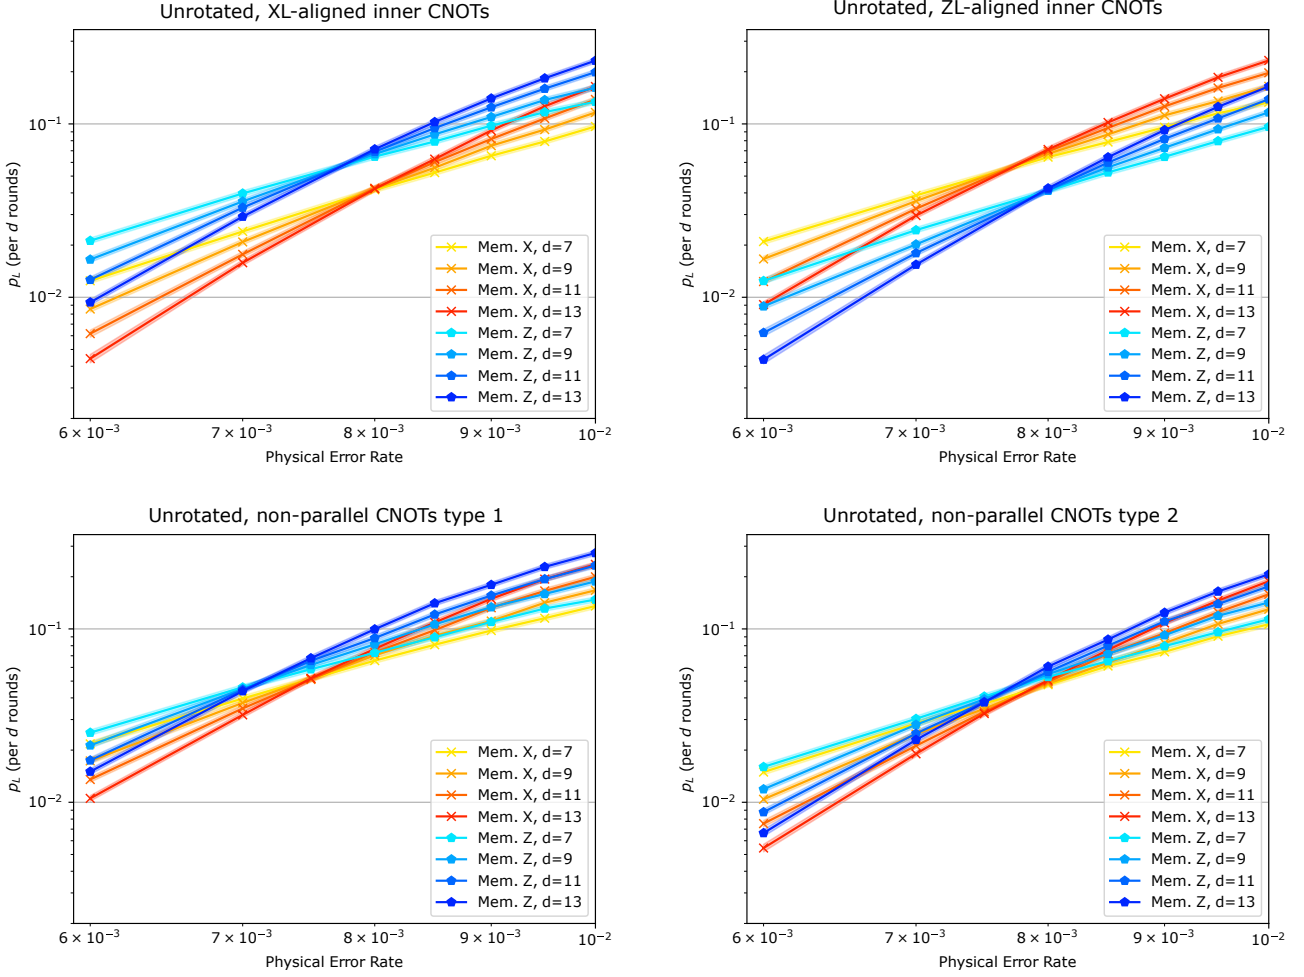 Unrotated, XL-aligned inner CNOTs
p_L (per d rounds)
10⁻¹
10⁻²
Mem. X, d=7
Mem. X, d=9
Mem. X, d=11
Mem. X, d=13
Mem. Z, d=7
Mem. Z, d=9
Mem. Z, d=11
Mem. Z, d=13
6 × 10⁻³ 7 × 10⁻³ 8 × 10⁻³ 9 × 10⁻³ 10⁻²
Physical Error Rate
Unrotated, ZL-aligned inner CNOTs
p_L (per d rounds)
10⁻¹
10⁻²
Mem. X, d=7
Mem. X, d=9
Mem. X, d=11
Mem. X, d=13
Mem. Z, d=7
Mem. Z, d=9
Mem. Z, d=11
Mem. Z, d=13
6 × 10⁻³ 7 × 10⁻³ 8 × 10⁻³ 9 × 10⁻³ 10⁻²
Physical Error Rate
Unrotated, non-parallel CNOTs type 1
p_L (per d rounds)
10⁻¹
10⁻²
Mem. X, d=7
Mem. X, d=9
Mem. X, d=11
Mem. X, d=13
Mem. Z, d=7
Mem. Z, d=9
Mem. Z, d=11
Mem. Z, d=13
6 × 10⁻³ 7 × 10⁻³ 8 × 10⁻³ 9 × 10⁻³ 10⁻²
Physical Error Rate
Unrotated, non-parallel CNOTs type 2
p_L (per d rounds)
10⁻¹
10⁻²
Mem. X, d=7
Mem. X, d=9
Mem. X, d=11
Mem. X, d=13
Mem. Z, d=7
Mem. Z, d=9
Mem. Z, d=11
Mem. Z, d=13
6 × 10⁻³ 7 × 10⁻³ 8 × 10⁻³ 9 × 10⁻³ 10⁻²
Physical Error Rate